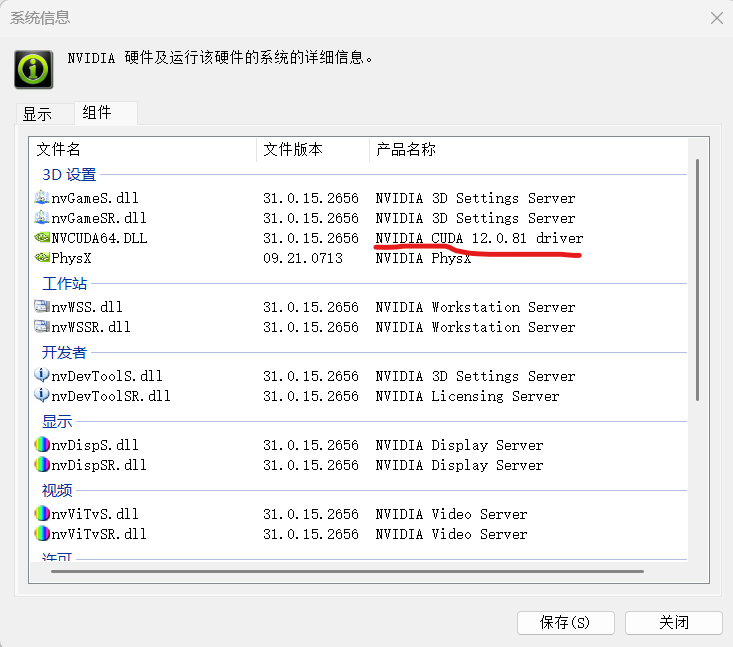 系统信息
NVIDIA 硬件及运行该硬件的系统的详细信息。
显示 组件
文件名 文件版本 产品名称
3D 设置
nvGameS.dll 31.0.15.2656 NVIDIA 3D Settings Server
nvGameSR.dll 31.0.15.2656 NVIDIA 3D Settings Server
NVCUDA64.DLL 31.0.15.2656 NVIDIA CUDA 12.0.81 driver
PhysX 09.21.0713 NVIDIA PhysX
工作站
nvWSS.dll 31.0.15.2656 NVIDIA Workstation Server
nvWSSR.dll 31.0.15.2656 NVIDIA Workstation Server
开发者
nvDevToolS.dll 31.0.15.2656 NVIDIA 3D Settings Server
nvDevToolSR.dll 31.0.15.2656 NVIDIA Licensing Server
显示
nvDispS.dll 31.0.15.2656 NVIDIA Display Server
nvDispSR.dll 31.0.15.2656 NVIDIA Display Server
视频
nvViTvS.dll 31.0.15.2656 NVIDIA Video Server
nvViTvSR.dll 31.0.15.2656 NVIDIA Video Server
许可
保存(S) 关闭